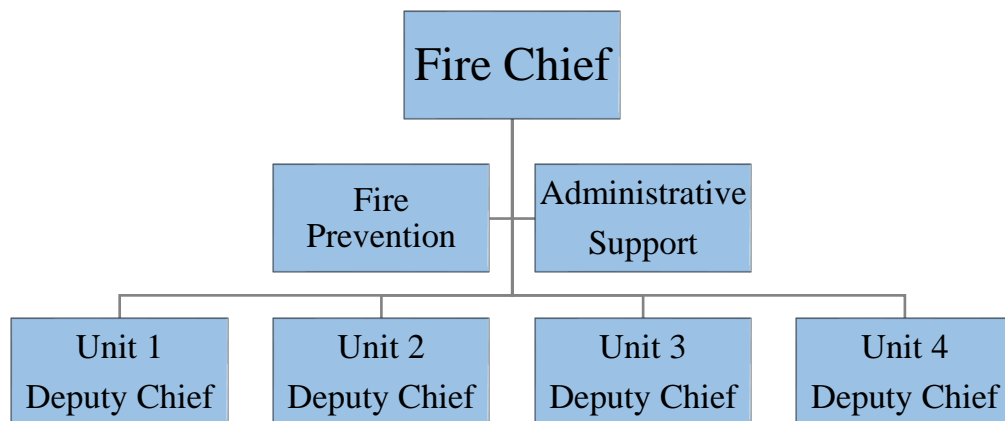 Fire Chief
Fire
Prevention
Administrative
Support
Unit 1
Deputy Chief
Unit 2
Deputy Chief
Unit 3
Deputy Chief
Unit 4
Deputy Chief